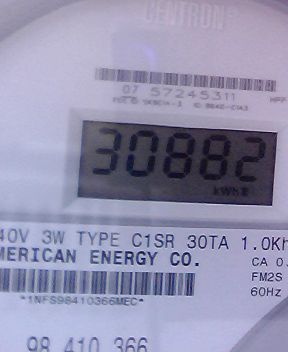 CENTRON®
07 57245311
30882
kWh
40V 3W TYPE C1SR 30TA 1.0Kh
MERICAN ENERGY CO.
CA 0.
FM2S
*1NFS98410366MEC*
60Hz
98 410 366